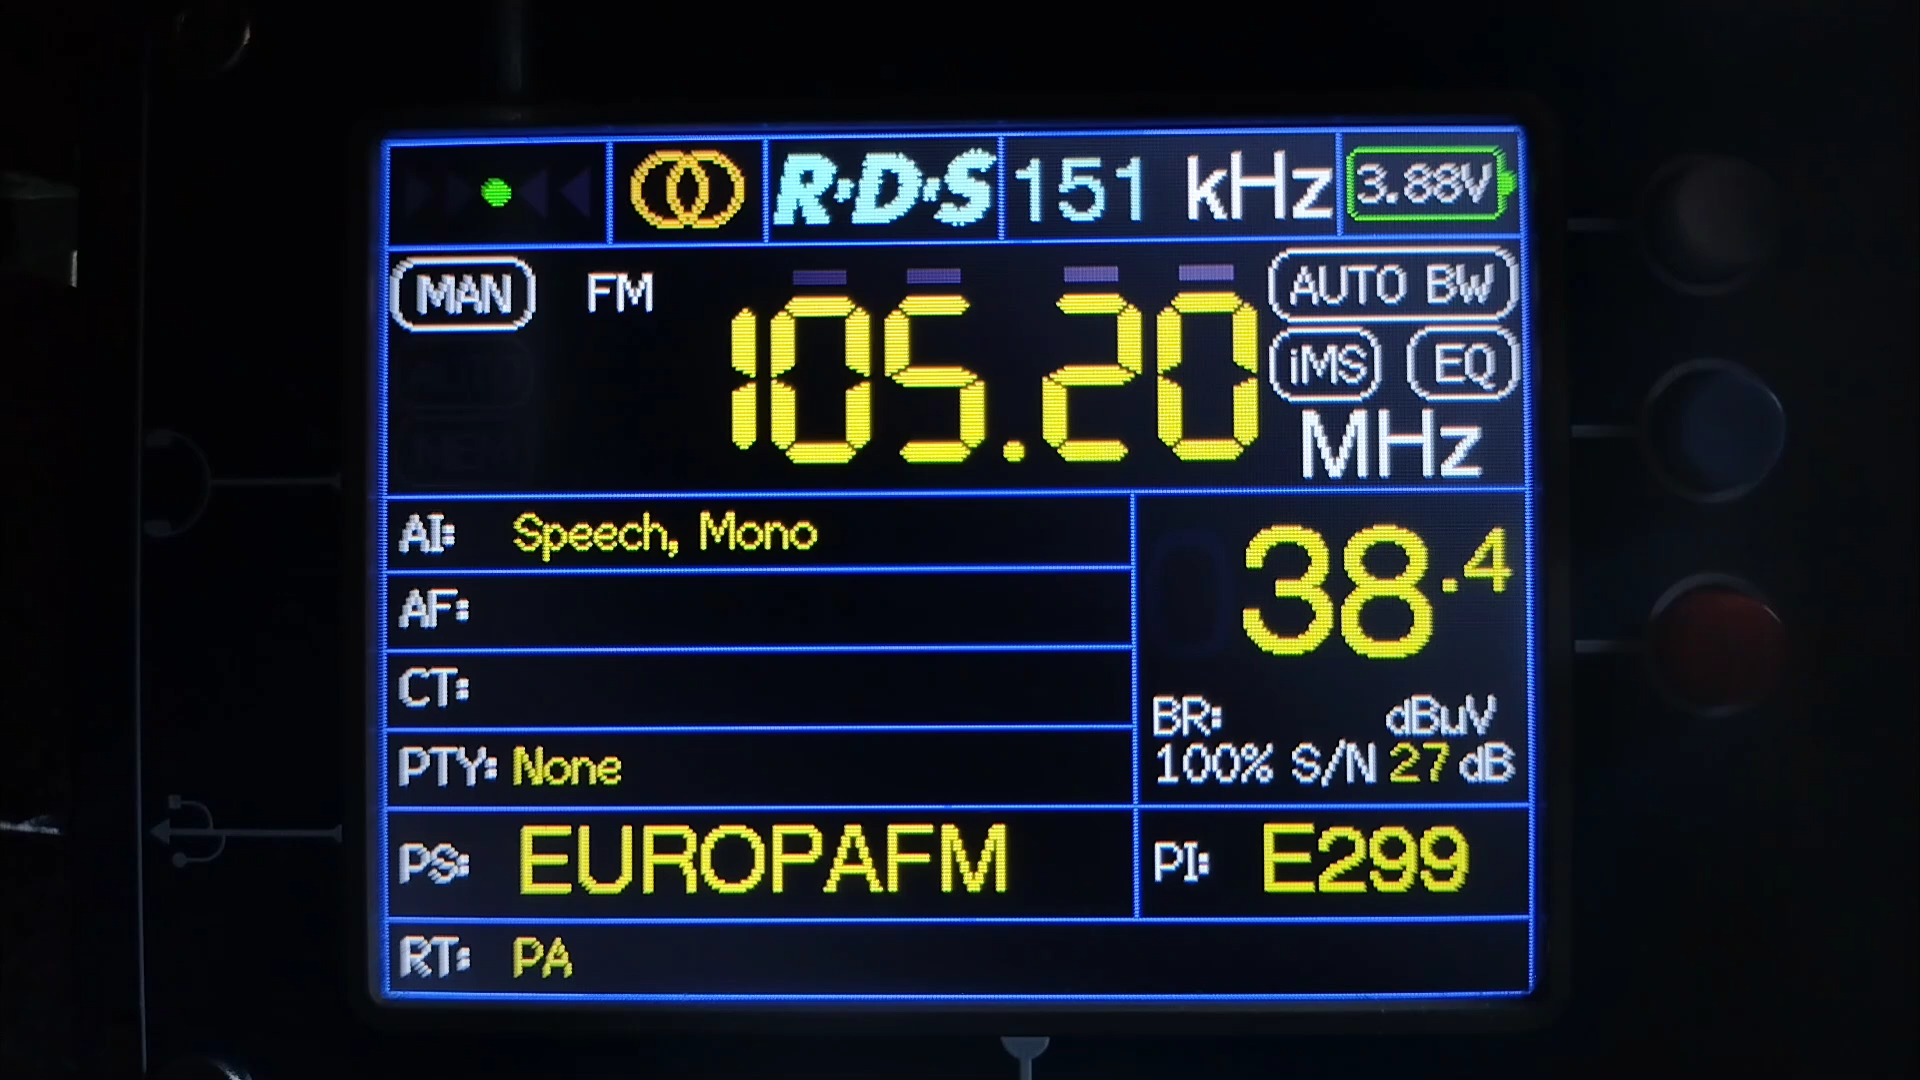 R·D·S 151 kHz 3.88V
MAN FM 105.20 AUTO BW
iMS EQ
MHz
AI: Speech, Mono
38.4
AF:
CT:
BR: dBuV
PTY: None
100% S/N 27 dB
PS: EUROPAFM
PI: E299
RT: PA